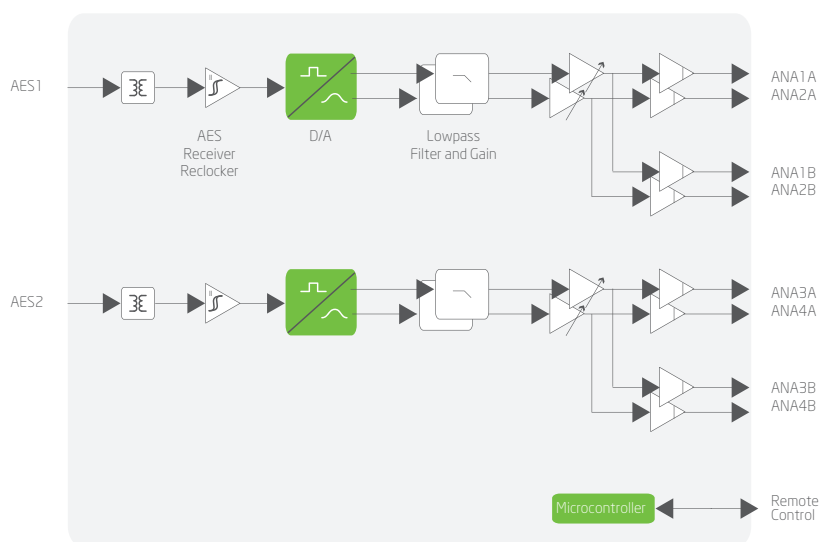 AES1
AES
Receiver
Reclocker
D/A
Lowpass
Filter and Gain
ANA1A
ANA2A
ANA1B
ANA2B
AES2
ANA3A
ANA4A
ANA3B
ANA4B
Microcontroller
Remote
Control